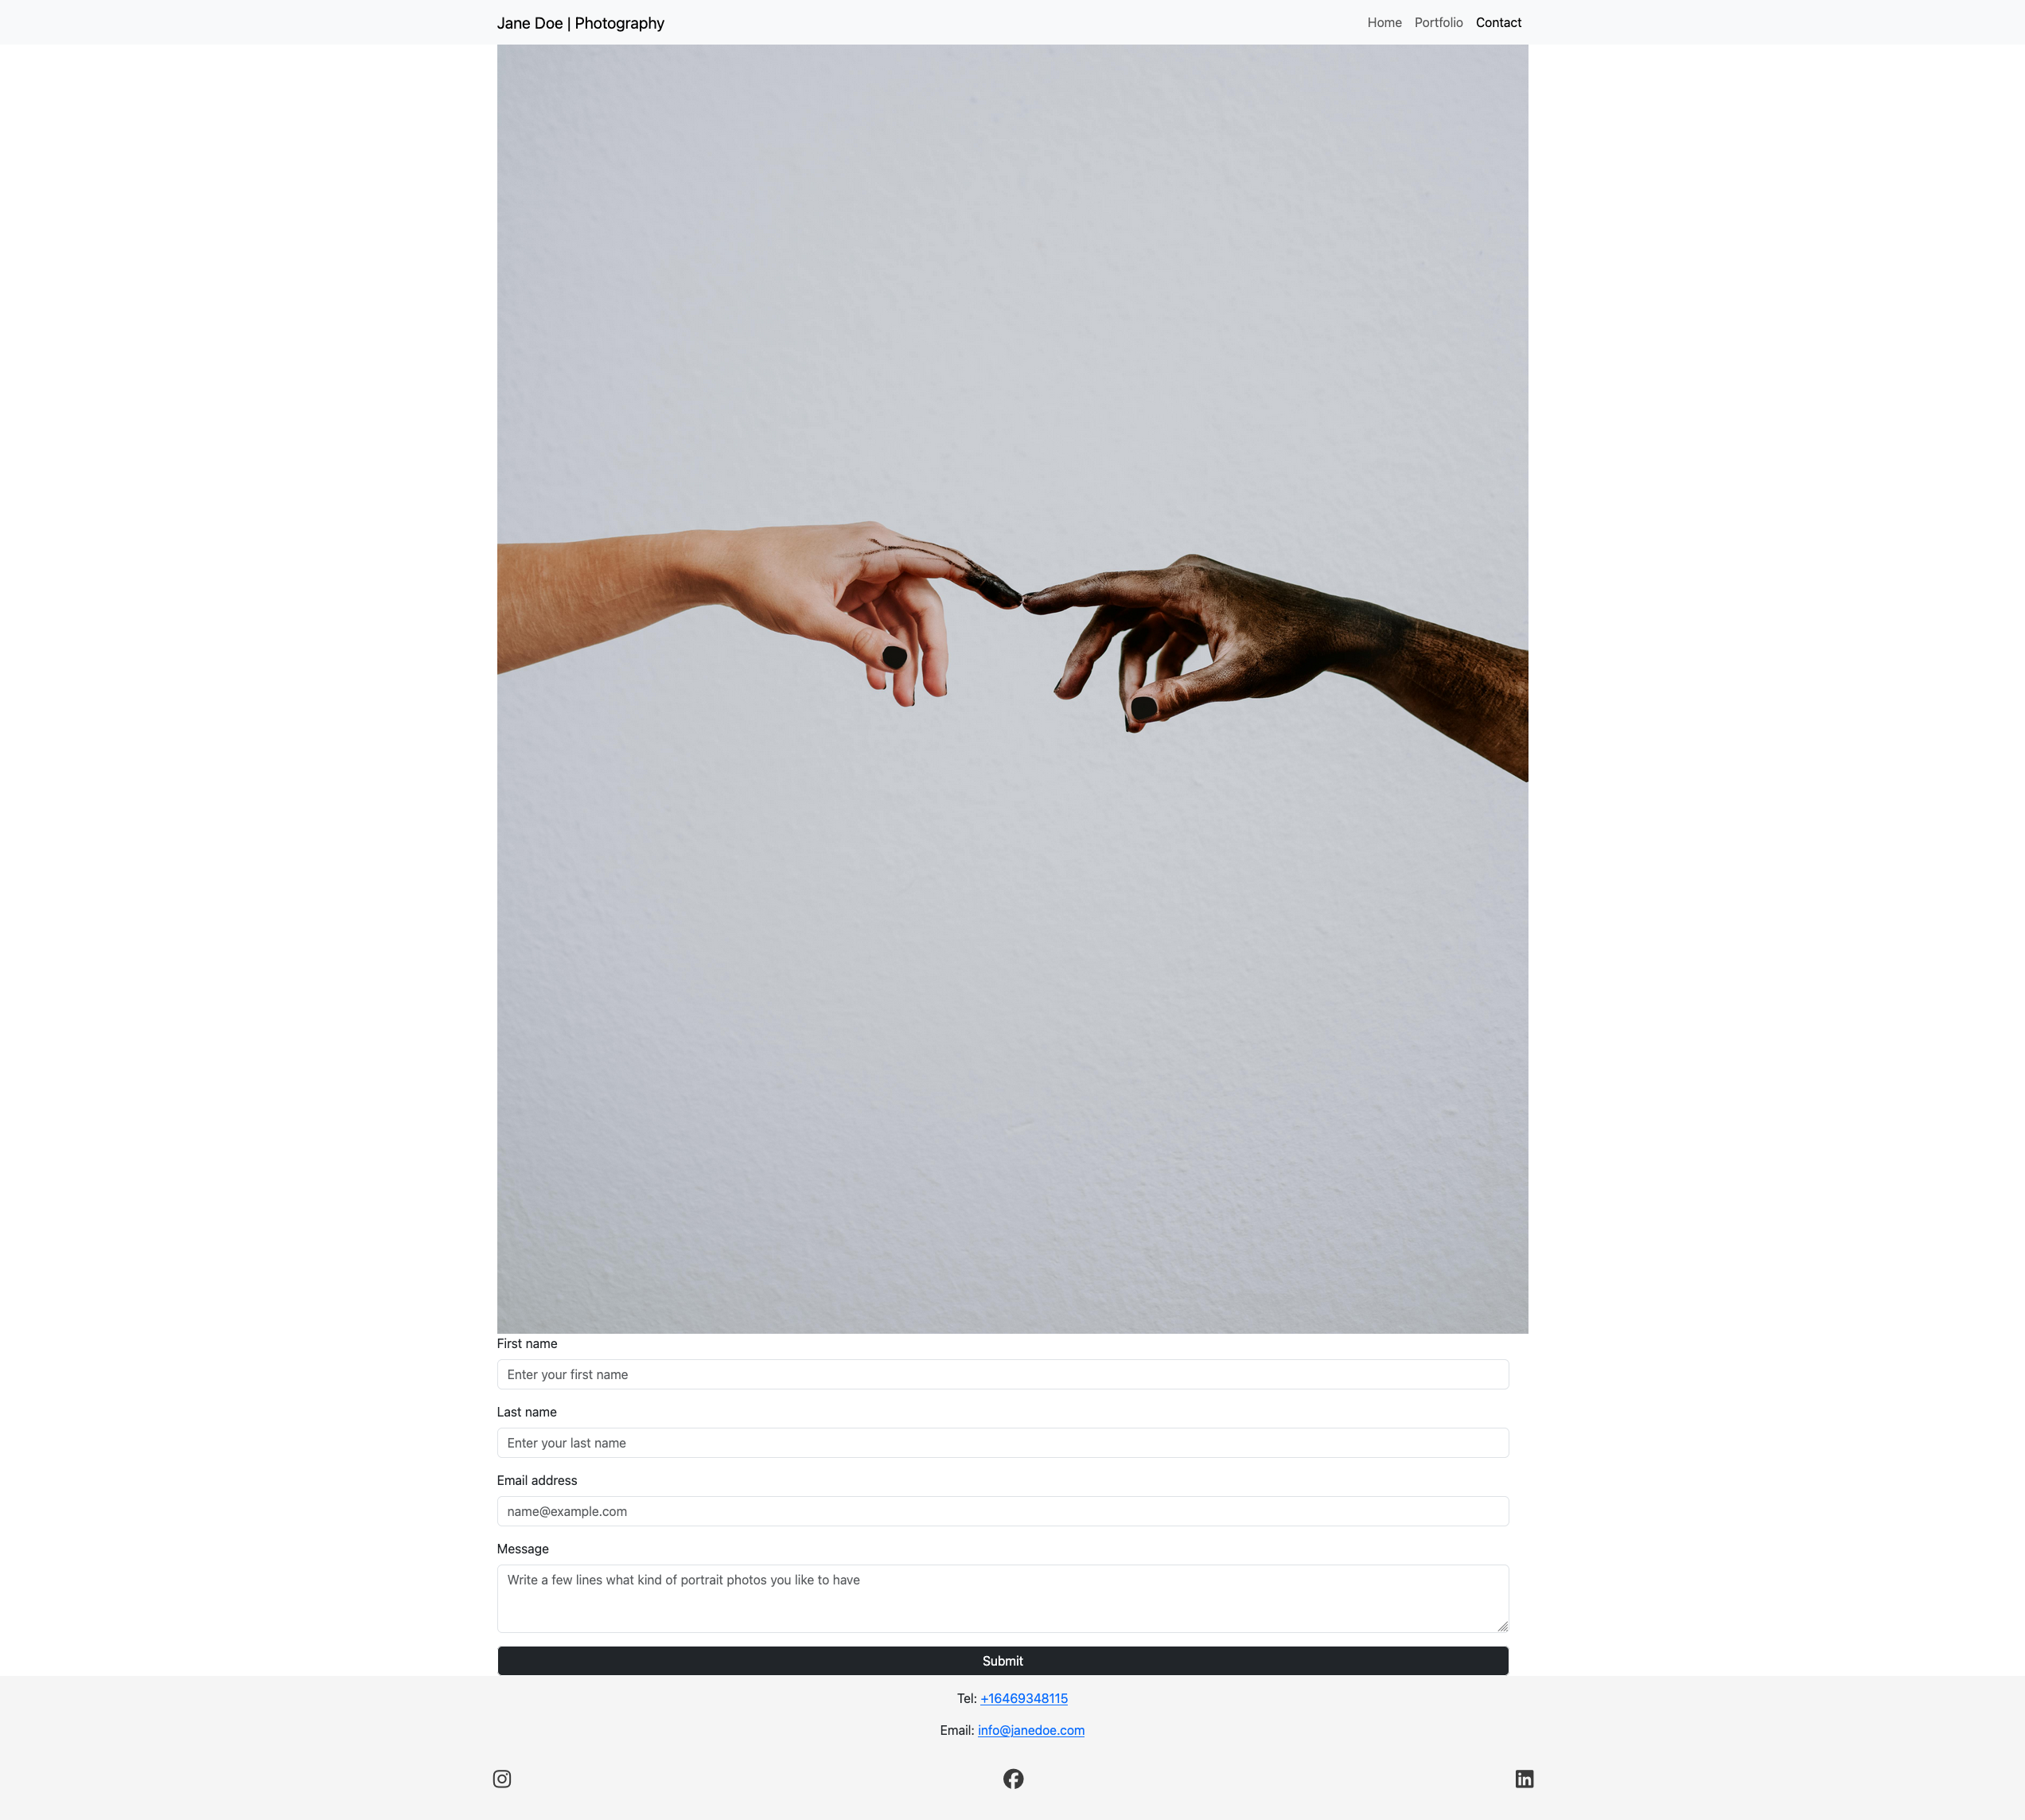 Jane Doe | Photography
Home Portfolio Contact
First name
Enter your first name
Last name
Enter your last name
Email address
name@example.com
Message
Write a few lines what kind of portrait photos you like to have
Submit
Tel: +16469348115
Email: info@janedoe.com